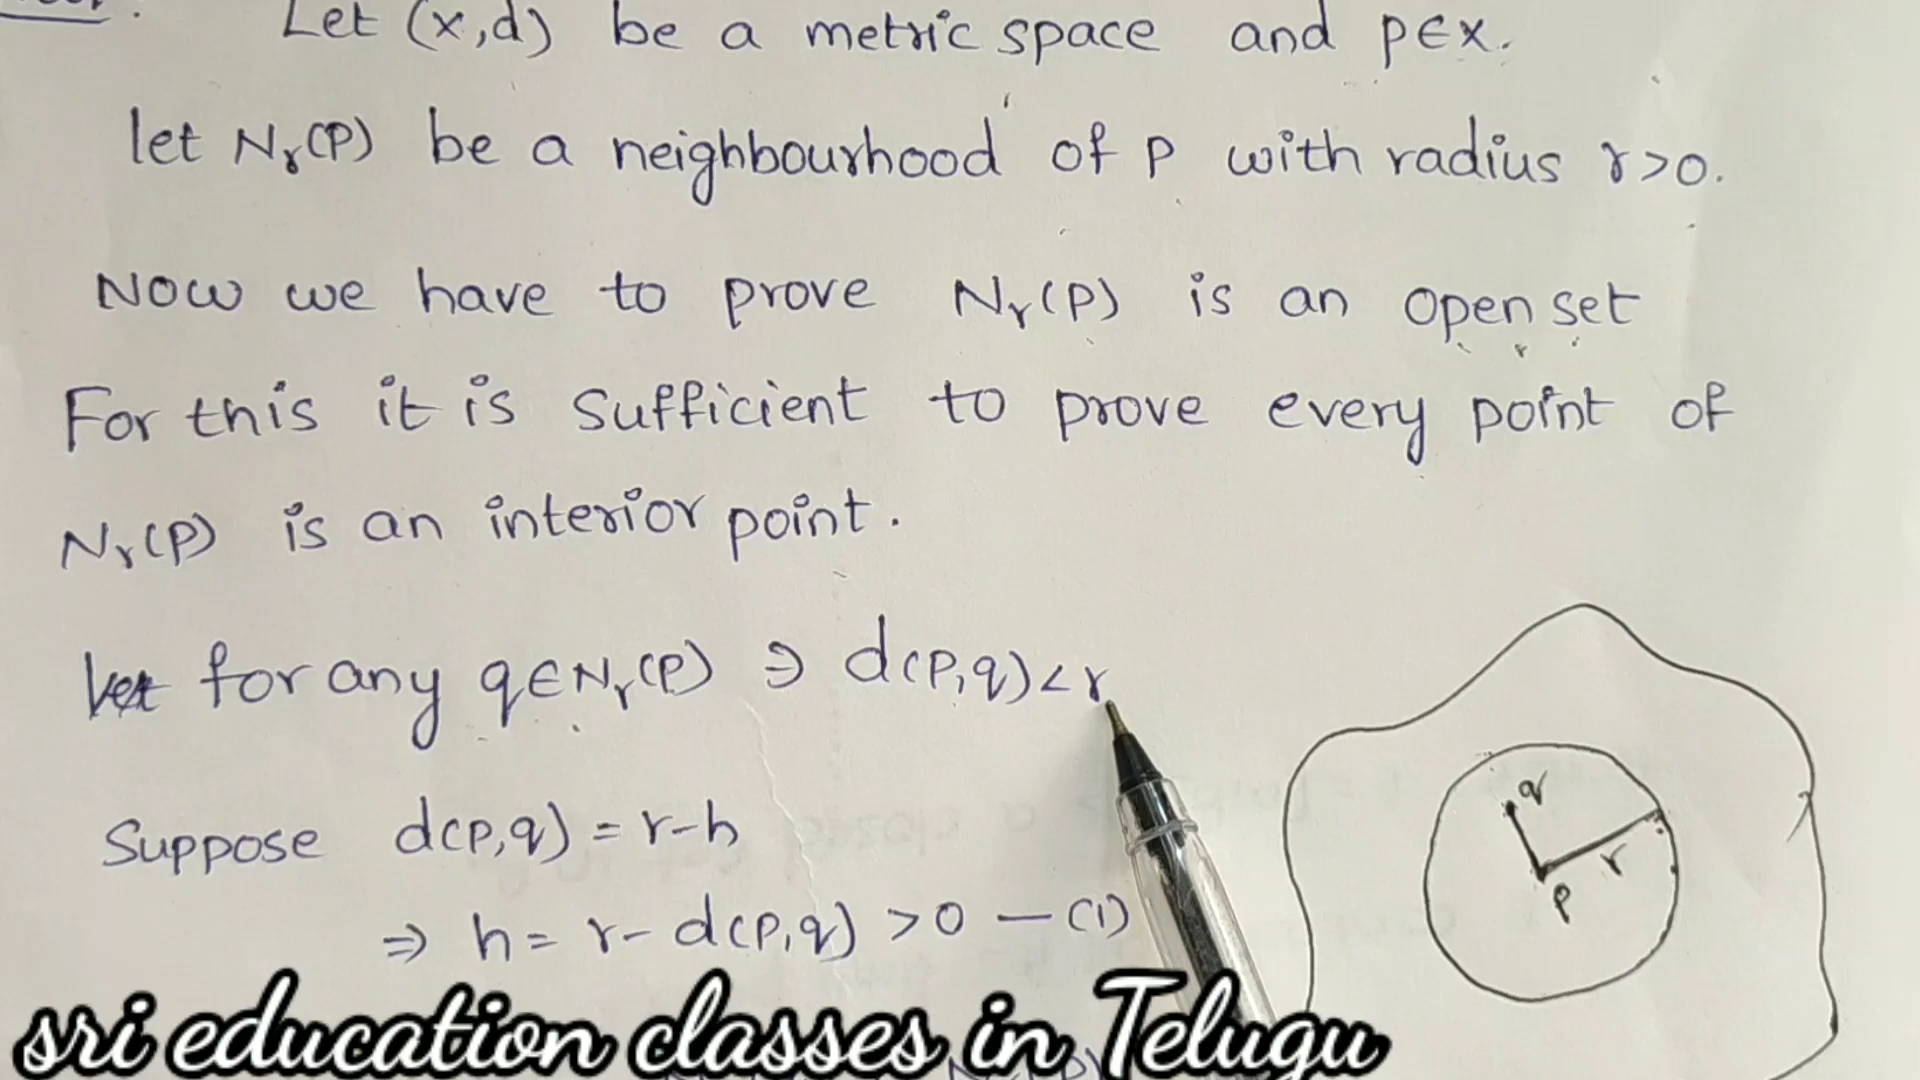 Let (x,d) be a metric space and p∈x.
let Nr(P) be a neighbourhood of P with radius r>0.
Now we have to prove Nr(P) is an open set
For this it is sufficient to prove every point of
Nr(P) is an interior point.
for any q∈Nr(P) ⇒ d(P,q)<r
Suppose d(P,q) = r-h
⇒ h = r-d(P,q) >0 — (1)
q
r
P
sri education classes in Telugu